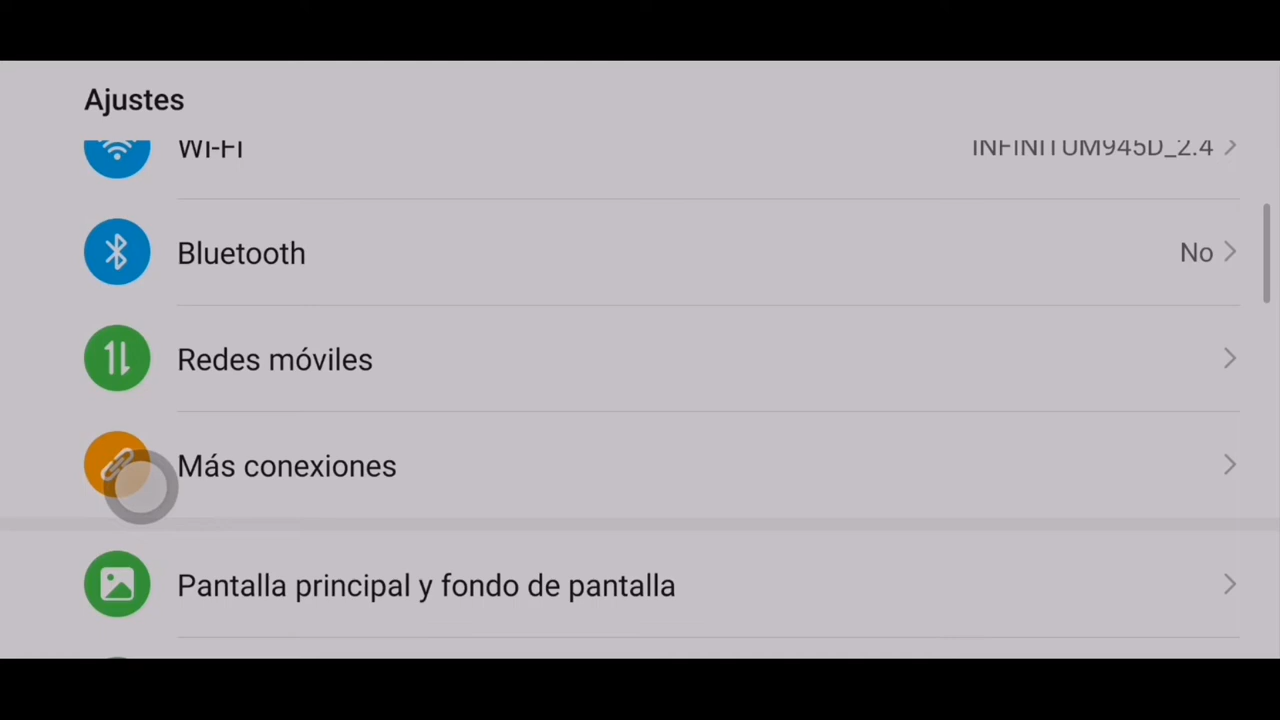 Ajustes
Wi-Fi INFINITUM945D_2.4
Bluetooth No
Redes móviles
Más conexiones
Pantalla principal y fondo de pantalla